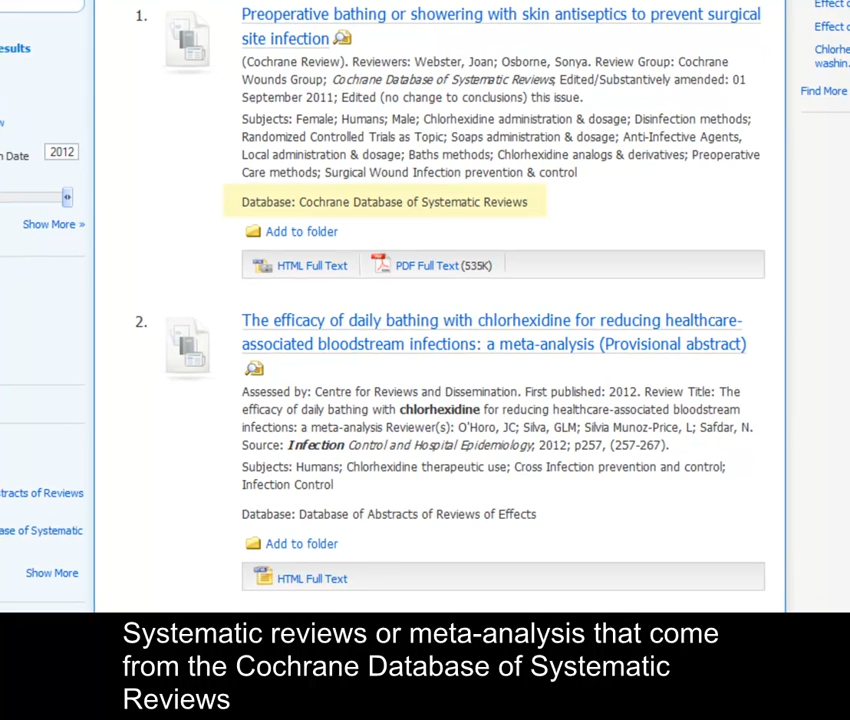 1.
Preoperative bathing or showering with skin antiseptics to prevent surgical
site infection
(Cochrane Review). Reviewers: Webster, Joan; Osborne, Sonya. Review Group: Cochrane
Wounds Group; Cochrane Database of Systematic Reviews, Edited/Substantively amended: 01
September 2011; Edited (no change to conclusions) this issue.
Subjects: Female; Humans; Male; Chlorhexidine administration & dosage; Disinfection methods;
Randomized Controlled Trials as Topic; Soaps administration & dosage; Anti-Infective Agents,
Local administration & dosage; Baths methods; Chlorhexidine analogs & derivatives; Preoperative
Care methods; Surgical Wound Infection prevention & control
Database: Cochrane Database of Systematic Reviews
Add to folder
HTML Full Text
PDF Full Text (535K)
2.
The efficacy of daily bathing with chlorhexidine for reducing healthcare-
associated bloodstream infections: a meta-analysis (Provisional abstract)
Assessed by: Centre for Reviews and Dissemination. First published: 2012. Review Title: The
efficacy of daily bathing with chlorhexidine for reducing healthcare-associated bloodstream
infections: a meta-analysis Reviewer(s): O'Horo, JC; Silva, GLM; Silvia Munoz-Price, L; Safdar, N.
Source: Infection Control and Hospital Epidemiology, 2012; p257, (257-267).
Subjects: Humans; Chlorhexidine therapeutic use; Cross Infection prevention and control;
Infection Control
Database: Database of Abstracts of Reviews of Effects
Add to folder
HTML Full Text
esults
w
n Date
2012
Show More »
tracts of Reviews
ase of Systematic
Show More
Effect o
Chlorhe
washin.
Find More
Systematic reviews or meta-analysis that come
from the Cochrane Database of Systematic
Reviews